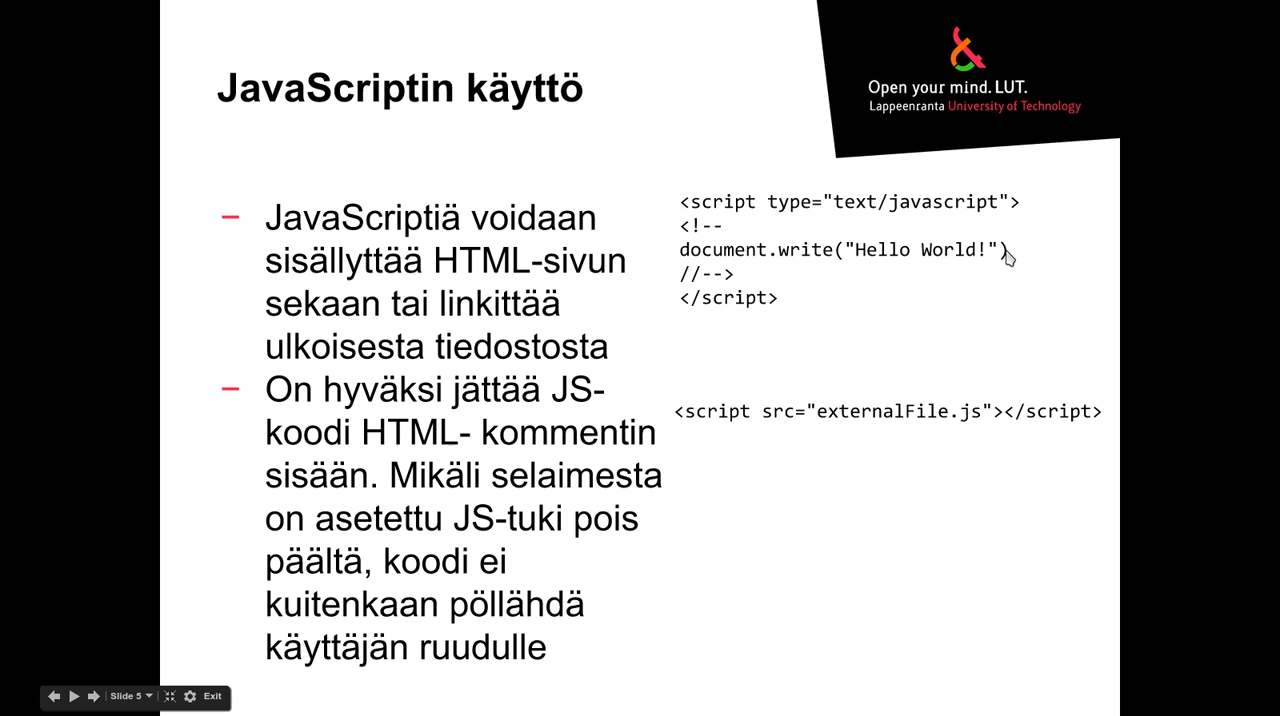 JavaScriptin käyttö
Open your mind. LUT.
Lappeenranta University of Technology
– JavaScriptiä voidaan
sisällyttää HTML-sivun
sekaan tai linkittää
ulkoisesta tiedostosta
– On hyväksi jättää JS-
koodi HTML- kommentin
sisään. Mikäli selaimesta
on asetettu JS-tuki pois
päältä, koodi ei
kuitenkaan pöllähdä
käyttäjän ruudulle
<script type="text/javascript">
<!--
document.write("Hello World!")
//-->
</script>
<script src="externalFile.js"></script>
Slide 5 Exit